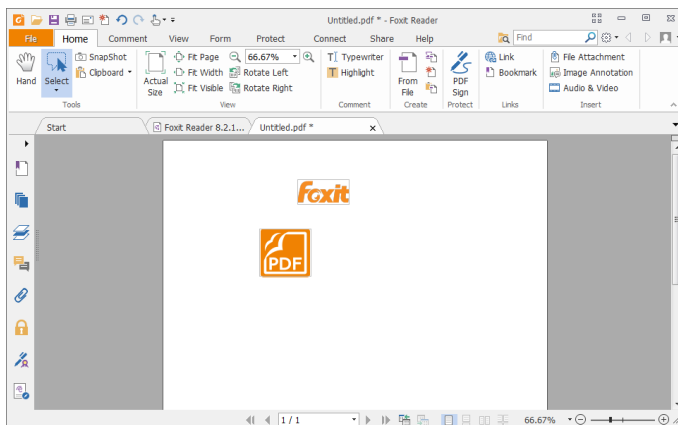 Untitled.pdf * - Foxit Reader
File Home Comment View Form Protect Connect Share Help Find
Hand
Select
SnapShot
Clipboard
Tools
Actual Size
Fit Page
Fit Width
Fit Visible
66.67%
Rotate Left
Rotate Right
View
Typewriter
Highlight
Comment
From File
Create
PDF Sign
Protect
Link
Bookmark
Links
File Attachment
Image Annotation
Audio & Video
Insert
Start Foxit Reader 8.2.1... Untitled.pdf *
Foxit
PDF
1 / 1 66.67%